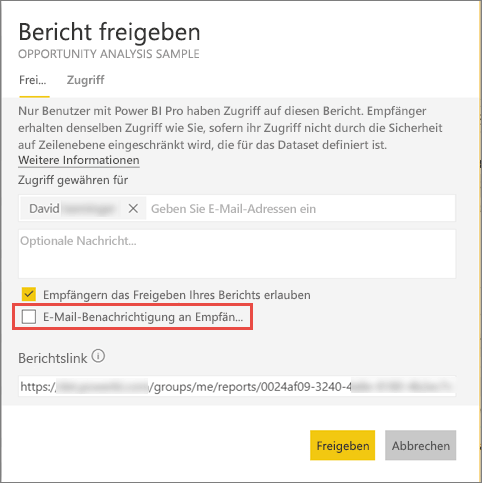 Bericht freigeben
OPPORTUNITY ANALYSIS SAMPLE
Frei... Zugriff
Nur Benutzer mit Power BI Pro haben Zugriff auf diesen Bericht. Empfänger
erhalten denselben Zugriff wie Sie, sofern ihr Zugriff nicht durch die Sicherheit
auf Zeilenebene eingeschränkt wird, die für das Dataset definiert ist.
Weitere Informationen
Zugriff gewähren für
David Geben Sie E-Mail-Adressen ein
Optionale Nachricht...
Empfängern das Freigeben Ihres Berichts erlauben
E-Mail-Benachrichtigung an Empfän...
Berichtslink
https:/ /groups/me/reports/0024af09-3240-4
Freigeben Abbrechen